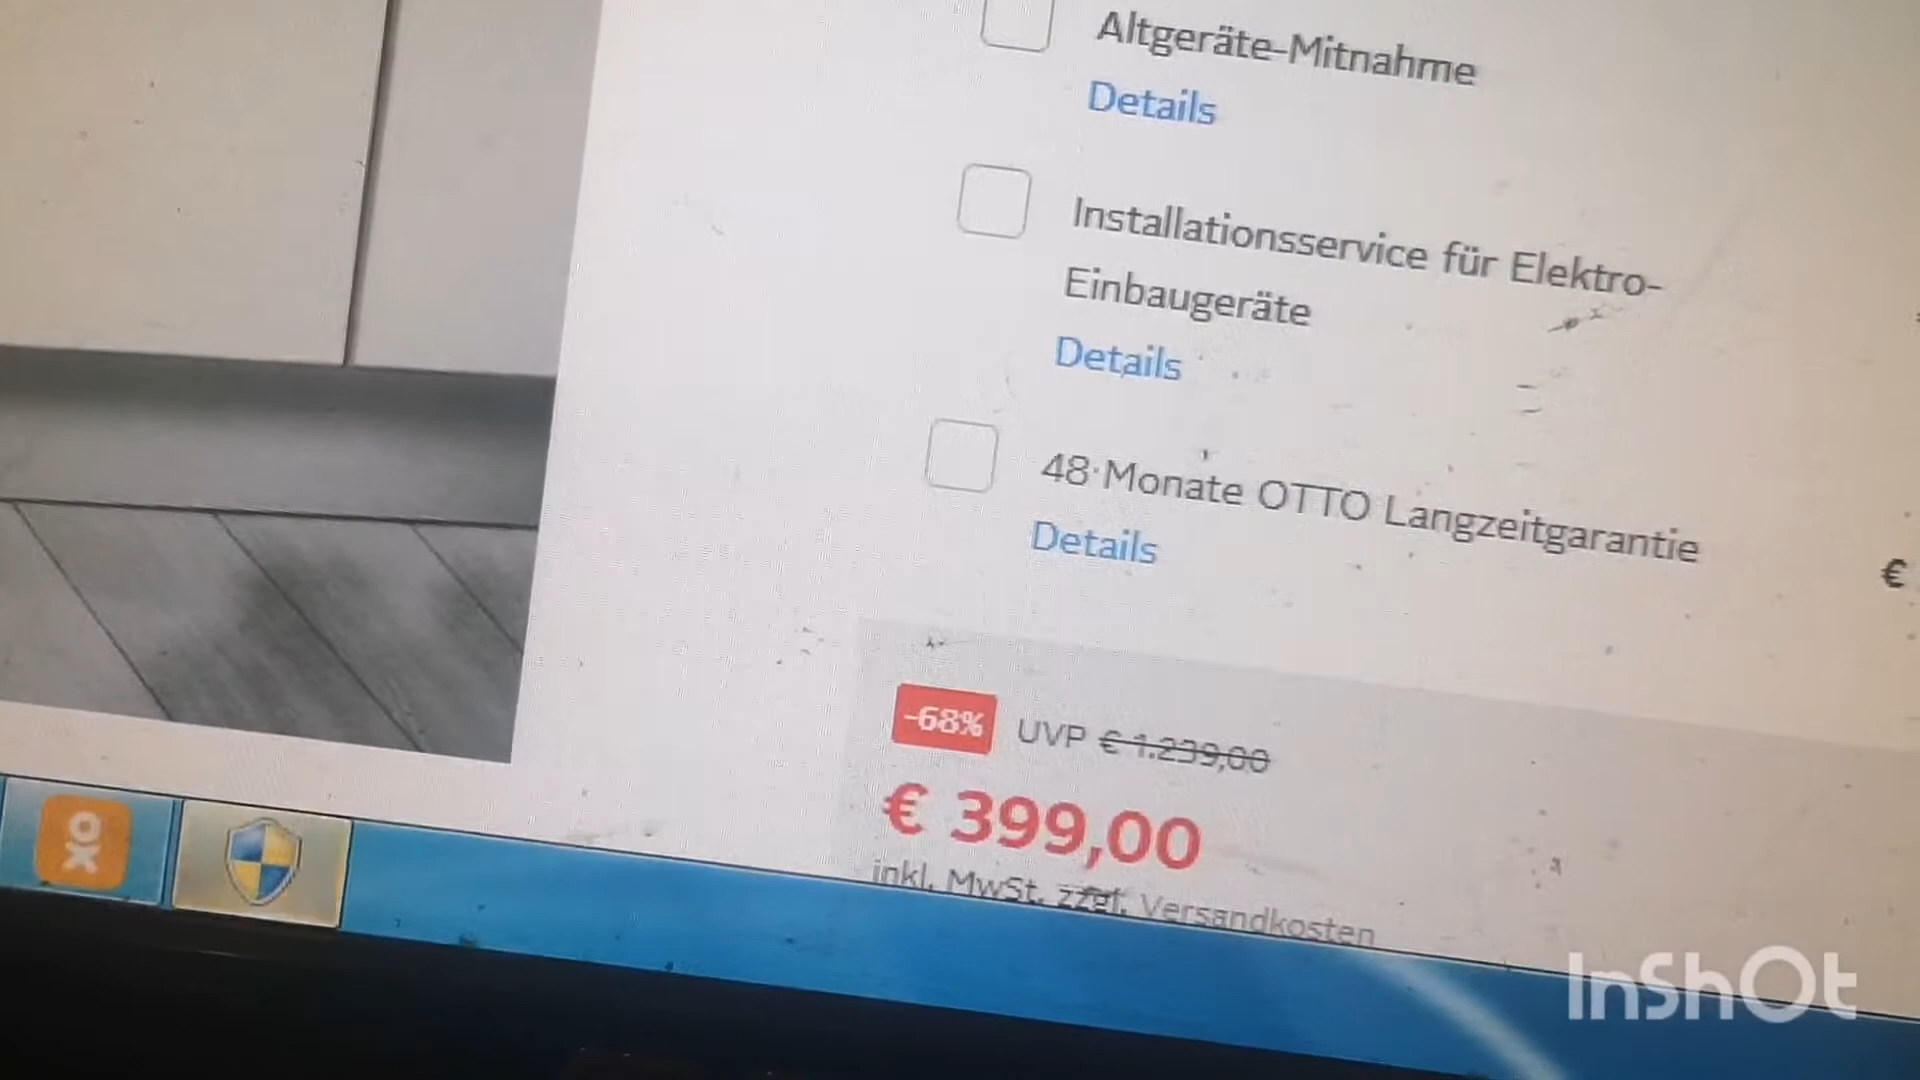 Altgeräte-Mitnahme
Details
Installationsservice für Elektro-
Einbaugeräte
Details
48 Monate OTTO Langzeitgarantie
Details
€
-68% UVP € 1.239,00
€ 399,00
inkl. MwSt. zzgl. Versandkosten
InShOt